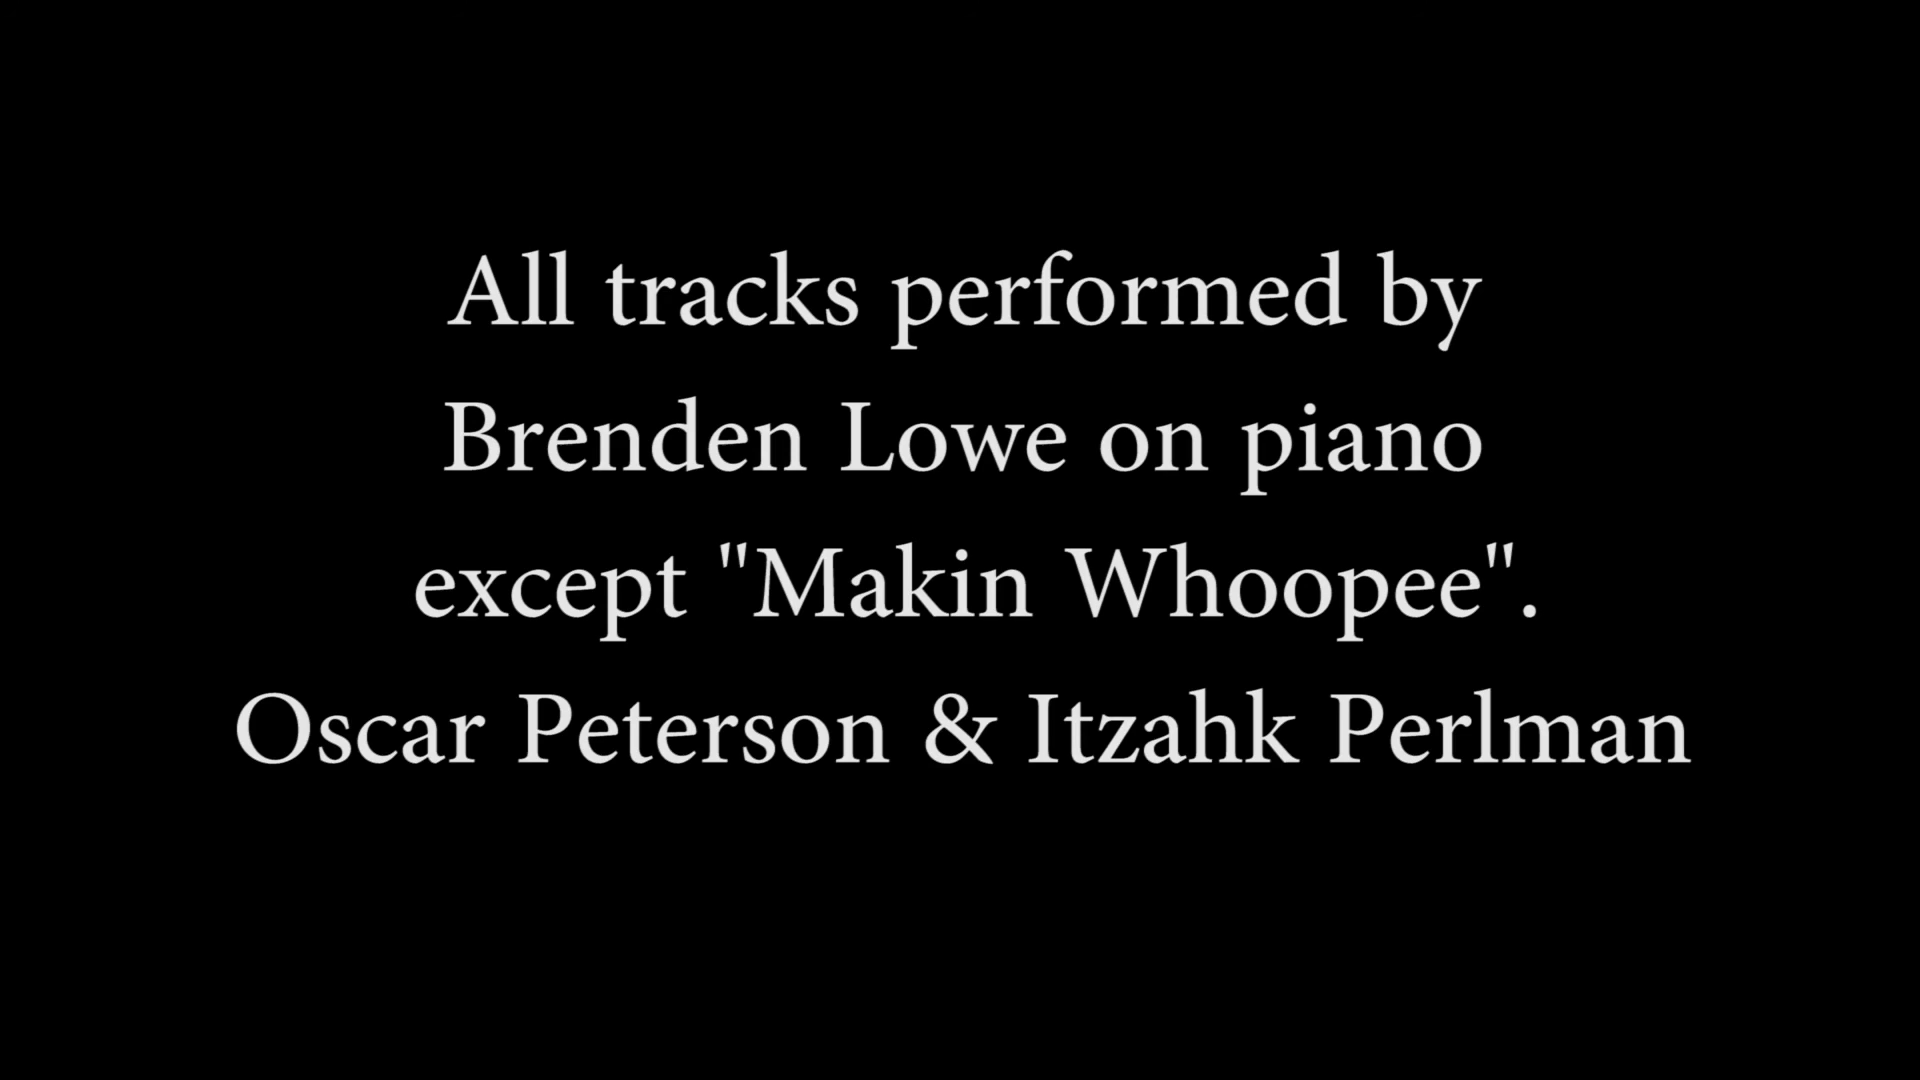 All tracks performed by
Brenden Lowe on piano
except "Makin Whoopee".
Oscar Peterson & Itzahk Perlman